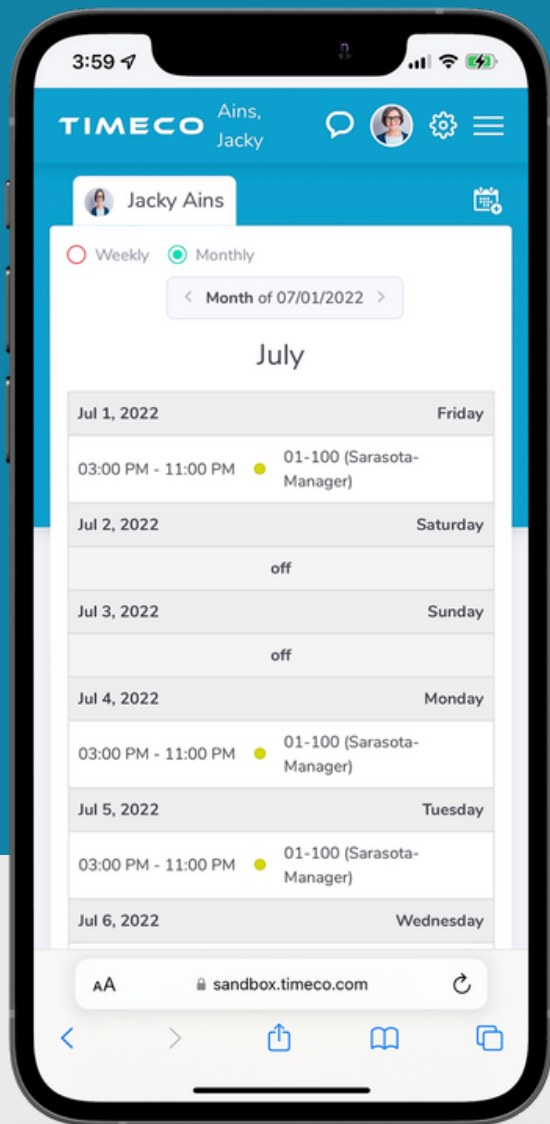 3:59
TIMECO
Ains,
Jacky
Jacky Ains
Weekly Monthly
Month of 07/01/2022
July
Jul 1, 2022 Friday
03:00 PM - 11:00 PM 01-100 (Sarasota-
Manager)
Jul 2, 2022 Saturday
off
Jul 3, 2022 Sunday
off
Jul 4, 2022 Monday
03:00 PM - 11:00 PM 01-100 (Sarasota-
Manager)
Jul 5, 2022 Tuesday
03:00 PM - 11:00 PM 01-100 (Sarasota-
Manager)
Jul 6, 2022 Wednesday
AA sandbox.timeco.com